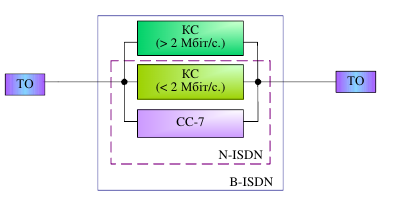 КС
(> 2 Мбіт/с.)
ТО
КС
(< 2 Мбіт/с.)
ТО
СС-7
N-ISDN
B-ISDN